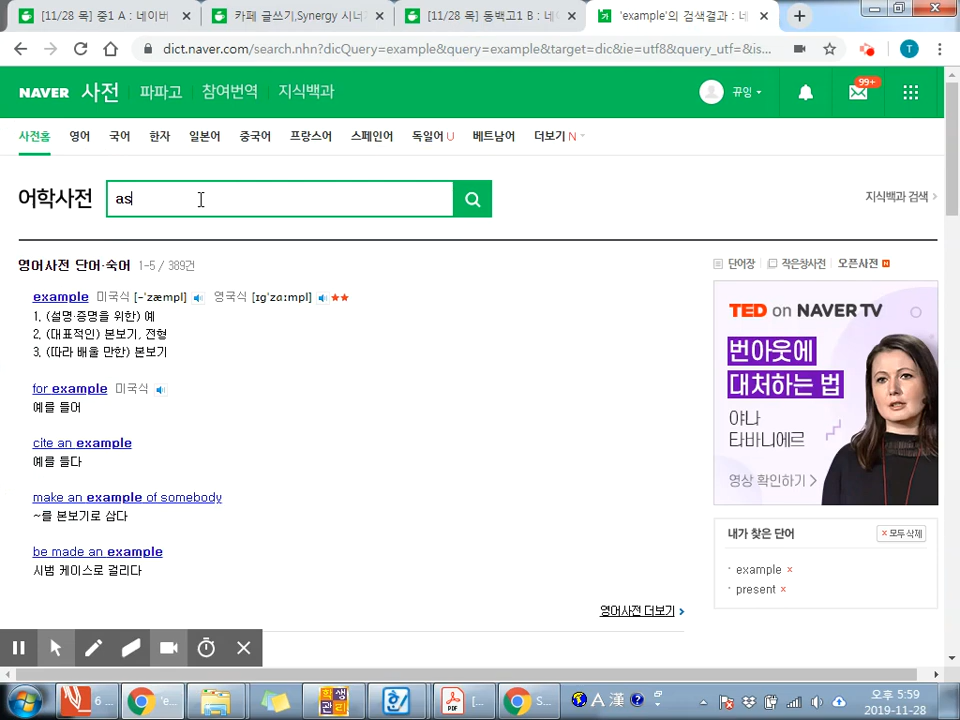 [11/28 목] 중1 A : 네이버
카페 글쓰기,Synergy 시너
[11/28 목] 동백고1 B : 네
'example'의 검색결과 : 네
dict.naver.com/search.nhn?dicQuery=example&query=example&target=dic&ie=utf8&query_utf=&is...
T
NAVER 사전 파파고 참여번역 지식백과
뀨잉
99+
사전홈 영어 국어 한자 일본어 중국어 프랑스어 스페인어 독일어 U 베트남어 더보기 N
어학사전
as
지식백과 검색
영어사전 단어·숙어 1-5 / 389건
단어장 작은창사전 오픈사전 N
example 미국식 [-|'zæmpl] 영국식 [ɪg'zɑ:mpl] ★★
1. (설명·증명을 위한) 예
2. (대표적인) 본보기, 전형
3. (따라 배울 만한) 본보기
for example 미국식
예를 들어
cite an example
예를 들다
make an example of somebody
~를 본보기로 삼다
be made an example
시범 케이스로 걸리다
영어사전 더보기
TED on NAVER TV
번아웃에
대처하는 법
야나
타바니에르
영상 확인하기
내가 찾은 단어
× 모두삭제
example ×
present ×
6 ...
'e...
학생
관리
한
PDF
[...
S...
A 漢
오후 5:59
2019-11-28